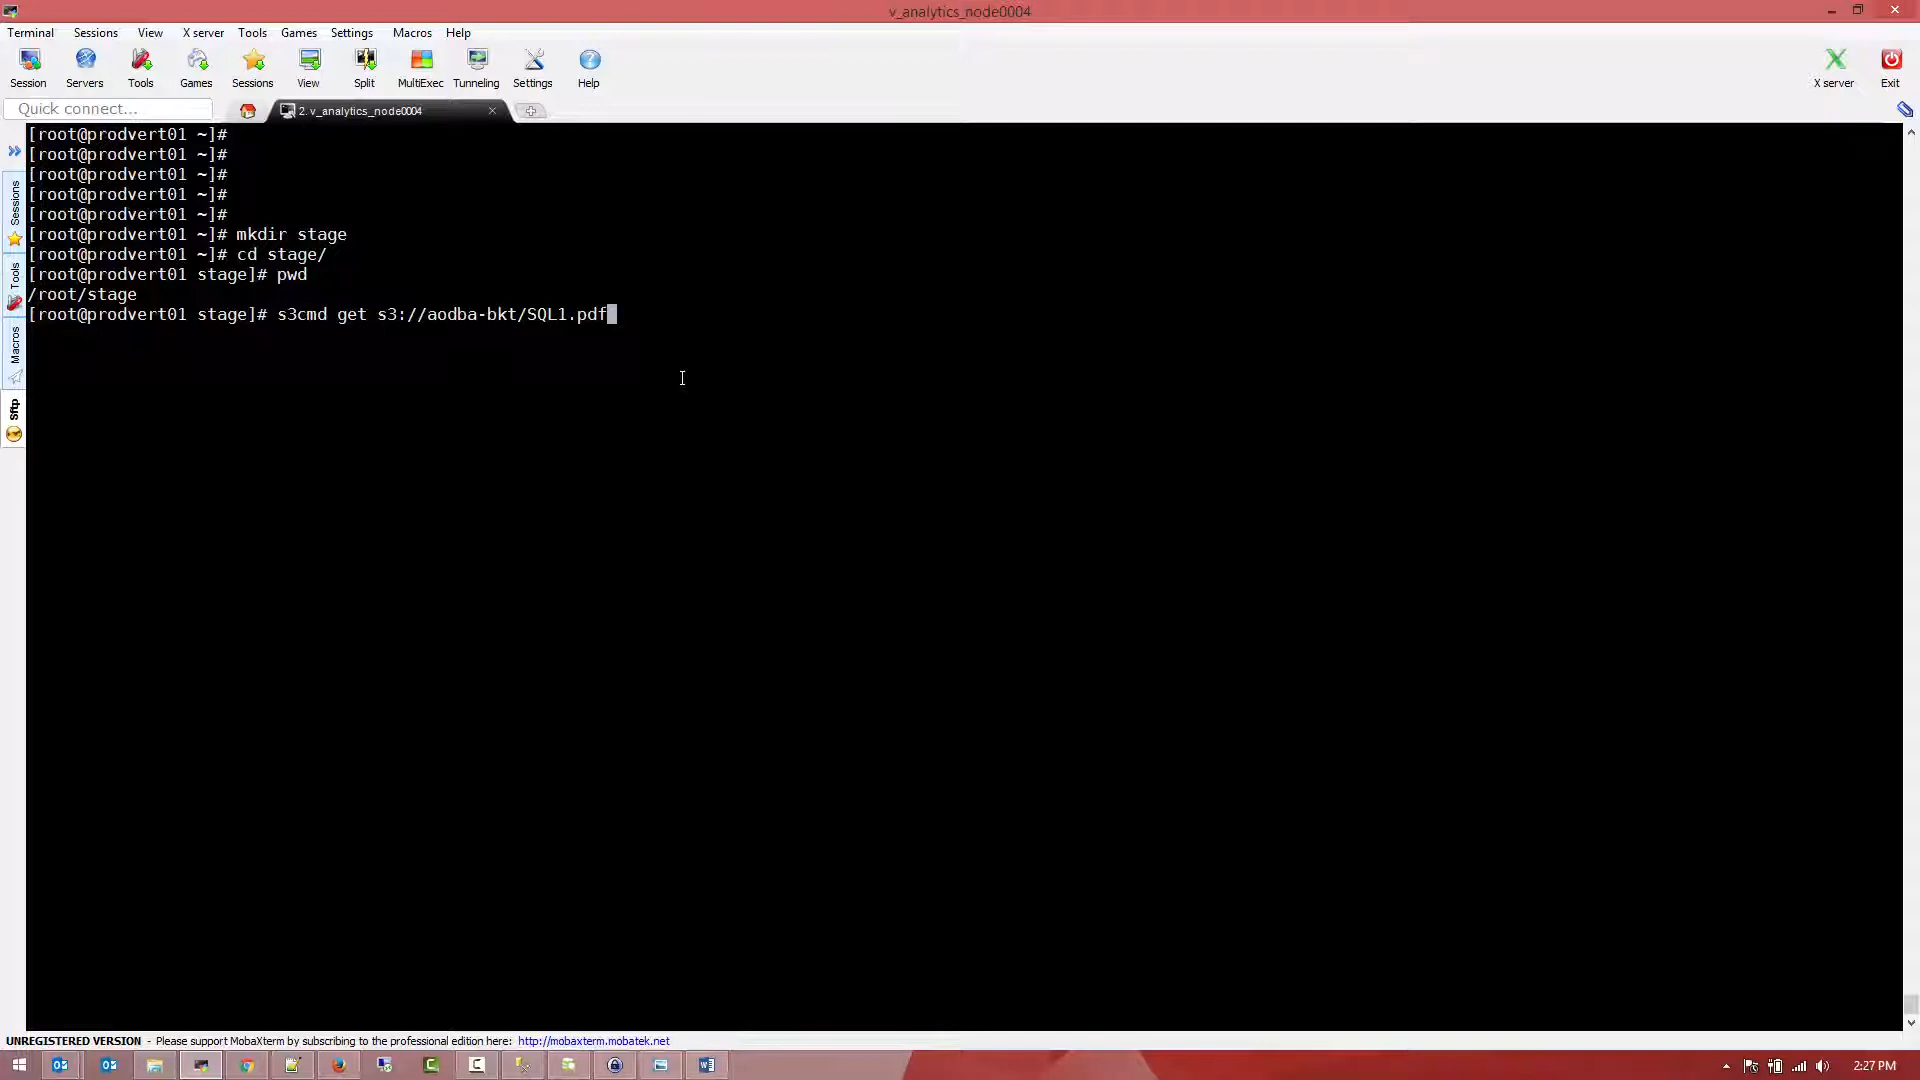 v_analytics_node0004
Terminal Sessions View X server Tools Games Settings Macros Help
Session Servers Tools Games Sessions View Split MultiExec Tunneling Settings Help X server Exit
Quick connect... 2. v_analytics_node0004
[root@prodvert01 ~]#
[root@prodvert01 ~]#
[root@prodvert01 ~]#
[root@prodvert01 ~]#
[root@prodvert01 ~]#
[root@prodvert01 ~]# mkdir stage
[root@prodvert01 ~]# cd stage/
[root@prodvert01 stage]# pwd
/root/stage
[root@prodvert01 stage]# s3cmd get s3://aodba-bkt/SQL1.pdf
Sessions
Tools
Macros
Sftp
UNREGISTERED VERSION - Please support MobaXterm by subscribing to the professional edition here: http://mobaxterm.mobatek.net
2:27 PM